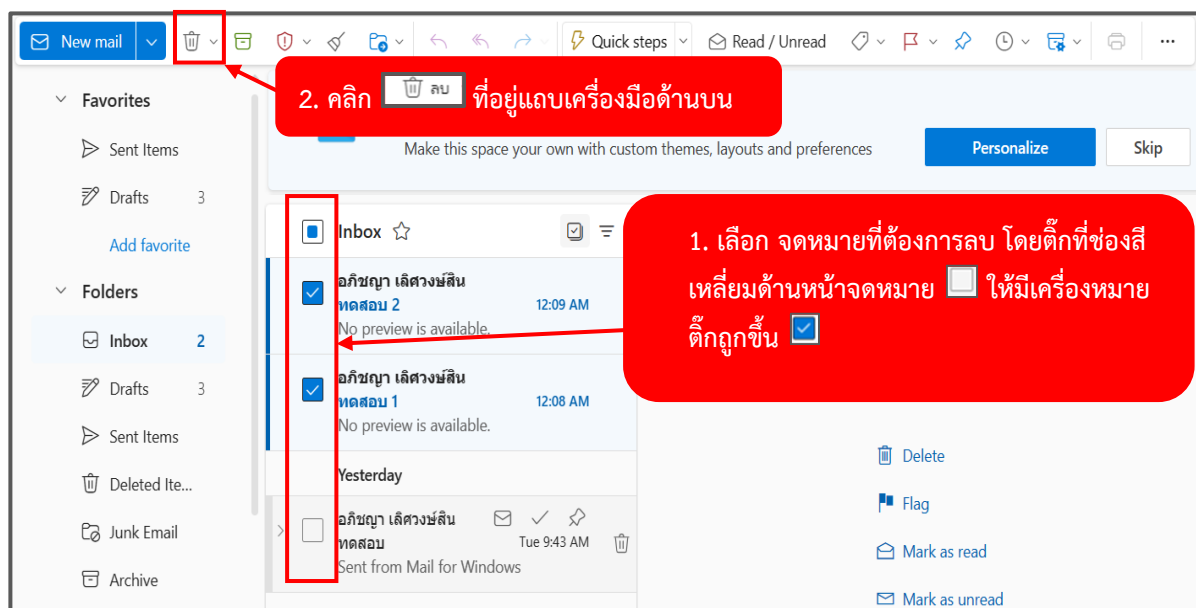 New mail
Quick steps
Read / Unread
2. คลิก ลบ ที่อยู่แถบเครื่องมือด้านบน
Favorites
Sent Items
Drafts 3
Add favorite
Folders
Inbox 2
Drafts 3
Sent Items
Deleted Ite...
Junk Email
Archive
Make this space your own with custom themes, layouts and preferences
Personalize
Skip
Inbox
อภิชญา เลิศวงษ์สิน
ทดสอบ 2 12:09 AM
No preview is available.
อภิชญา เลิศวงษ์สิน
ทดสอบ 1 12:08 AM
No preview is available.
Yesterday
อภิชญา เลิศวงษ์สิน
ทดสอบ Tue 9:43 AM
Sent from Mail for Windows
1. เลือก จดหมายที่ต้องการลบ โดยติ๊กที่ช่องสี
เหลี่ยมด้านหน้าจดหมาย ให้มีเครื่องหมาย
ติ๊กถูกขึ้น
Delete
Flag
Mark as read
Mark as unread